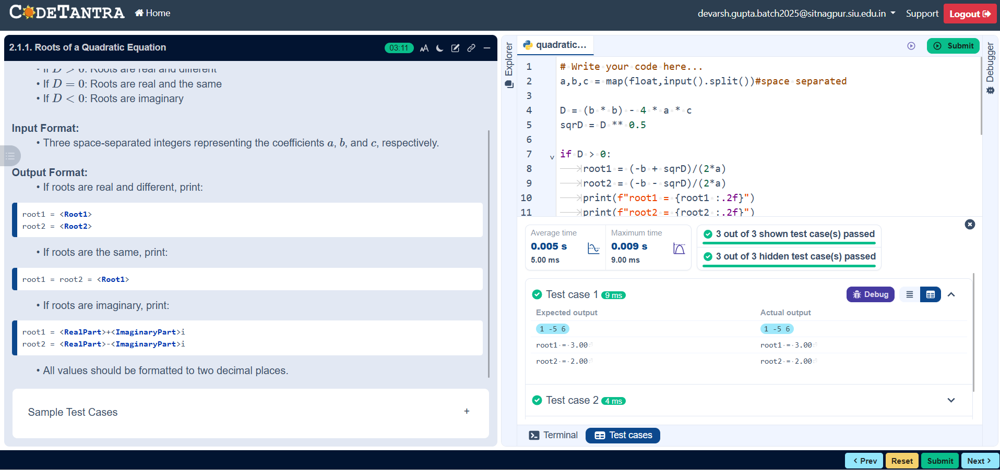 CODETANTRA
Home
devarsh.gupta.batch2025@sitnagpur.siu.edu.in
Support
Logout
2.1.1. Roots of a Quadratic Equation
03:11
• If D > 0: Roots are real and different
• If D = 0: Roots are real and the same
• If D < 0: Roots are imaginary
Input Format:
• Three space-separated integers representing the coefficients a, b, and c, respectively.
Output Format:
• If roots are real and different, print:
root1 = <Root1>
root2 = <Root2>
• If roots are the same, print:
root1 = root2 = <Root1>
• If roots are imaginary, print:
root1 = <RealPart>+<ImaginaryPart>i
root2 = <RealPart>-<ImaginaryPart>i
• All values should be formatted to two decimal places.
Sample Test Cases
+
Explorer
quadratic...
Submit
Debugger
1 # Write your code here...
2 a,b,c = map(float,input().split())#space separated
3
4 D = (b * b) - 4 * a * c
5 sqrD = D ** 0.5
6
7 if D > 0:
8 root1 = (-b + sqrD)/(2*a)
9 root2 = (-b - sqrD)/(2*a)
10 print(f"root1 = {root1 :.2f}")
11 print(f"root2 = {root2 :.2f}")
Average time
0.005 s
5.00 ms
Maximum time
0.009 s
9.00 ms
3 out of 3 shown test case(s) passed
3 out of 3 hidden test case(s) passed
Test case 1 9 ms
Debug
Expected output
Actual output
1 -5 6
1 -5 6
root1 = 3.00
root1 = 3.00
root2 = 2.00
root2 = 2.00
Test case 2 4 ms
Terminal
Test cases
< Prev
Reset
Submit
Next >